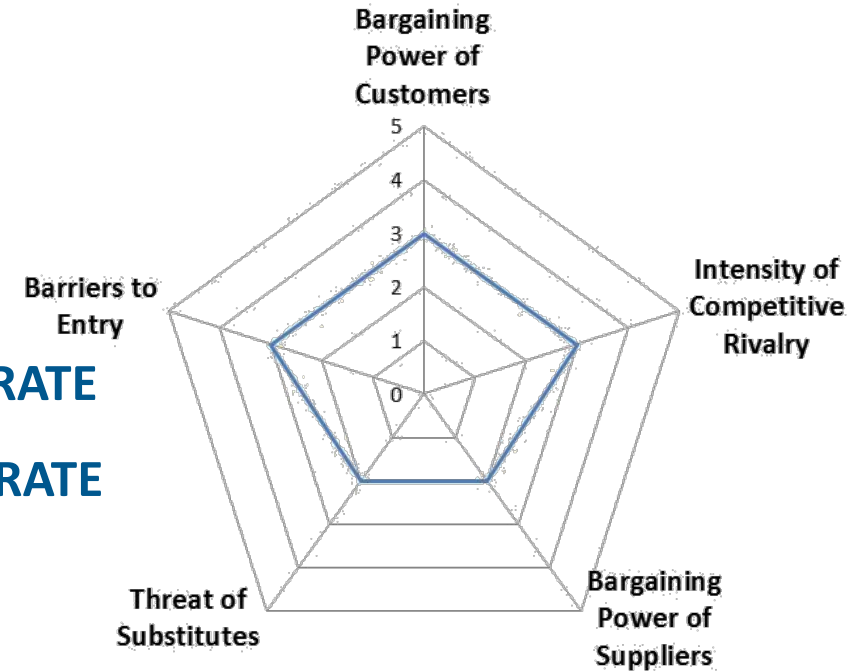 Bargaining
Power of
Customers
5
4
3
2
1
0
Intensity of
Competitive
Rivalry
Barriers to
Entry
RATE
RATE
Threat of
Substitutes
Bargaining
Power of
Suppliers